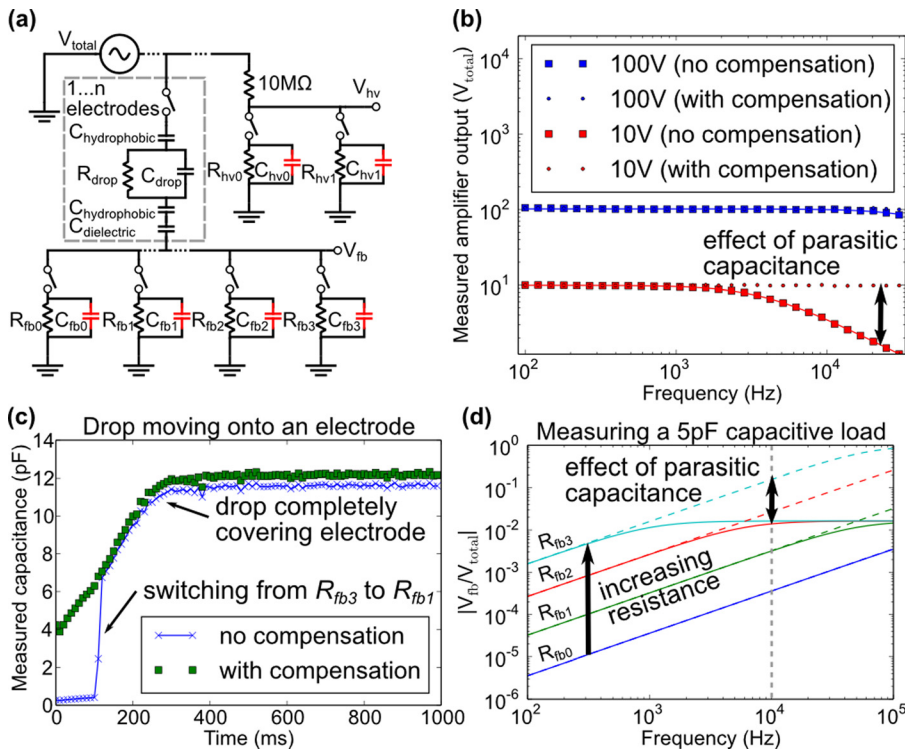 (a)
V_total
1...n
electrodes
C_hydrophobic
R_drop
C_drop
C_hydrophobic
C_dielectric
10MΩ
V_hv
R_hv0
C_hv0
R_hv1
C_hv1
V_fb
R_fb0
C_fb0
R_fb1
C_fb1
R_fb2
C_fb2
R_fb3
C_fb3
(b)
Measured amplifier output (V_total)
10^4
10^3
10^2
10^1
100V (no compensation)
100V (with compensation)
10V (no compensation)
10V (with compensation)
effect of parasitic
capacitance
10^2
10^3
10^4
Frequency (Hz)
(c)
Drop moving onto an electrode
Measured capacitance (pF)
14
12
10
8
6
4
2
0
drop completely
covering electrode
switching from R_fb3 to R_fb1
no compensation
with compensation
0
200
400
600
800
1000
Time (ms)
(d)
Measuring a 5pF capacitive load
|V_fb/V_total|
10^0
10^-1
10^-2
10^-3
10^-4
10^-5
10^-6
effect of parasitic
capacitance
R_fb3
R_fb2
R_fb1
R_fb0
increasing
resistance
10^2
10^3
10^4
10^5
Frequency (Hz)